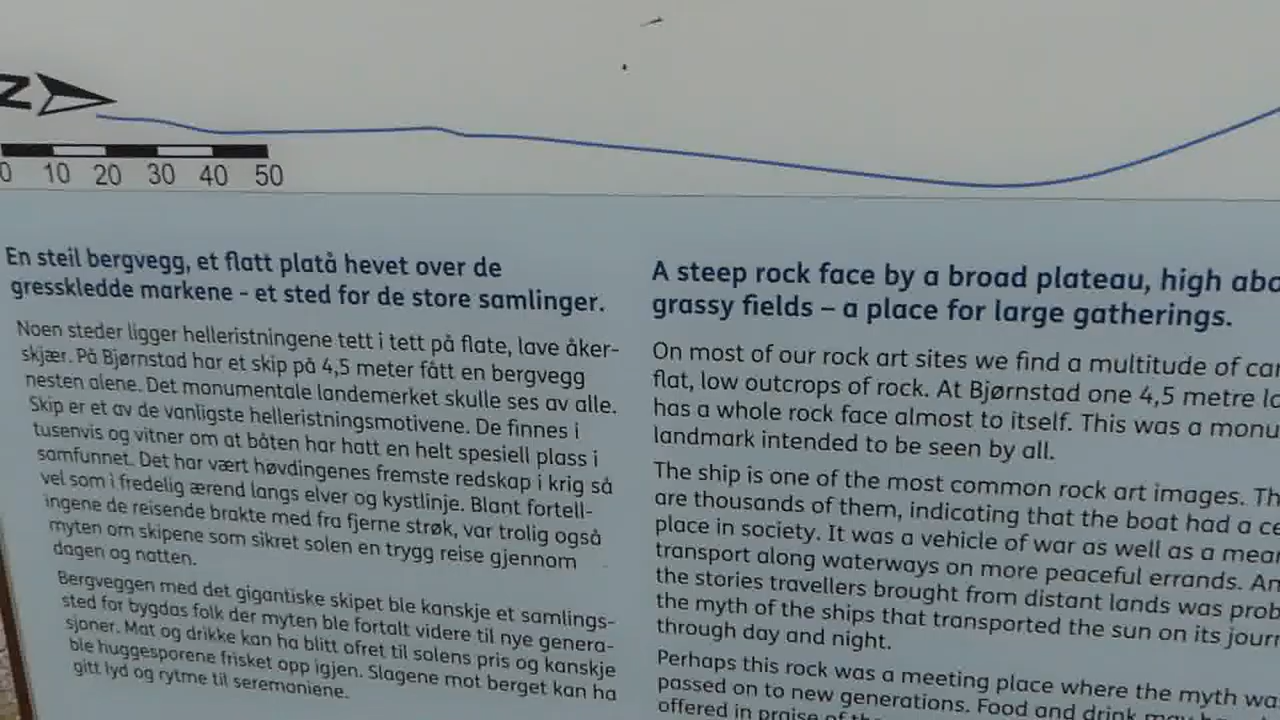 N
0 10 20 30 40 50
En steil bergvegg, et flatt platå hevet over de
gresskledde markene - et sted for de store samlinger.
Noen steder ligger helleristningene tett i tett på flate, lave åker-
skjær. På Bjørnstad har et skip på 4,5 meter fått en bergvegg
nesten alene. Det monumentale landemerket skulle ses av alle.
Skip er et av de vanligste helleristningsmotivene. De finnes i
tusenvis og vitner om at båten har hatt en helt spesiell plass i
samfunnet. Det har vært høvdingenes fremste redskap i krig så
vel som i fredelig ærend langs elver og kystlinje. Blant fortell-
ingene de reisende brakte med fra fjerne strøk, var trolig også
myten om skipene som sikret solen en trygg reise gjennom
dagen og natten.
Bergveggen med det gigantiske skipet ble kanskje et samlings-
sted for bygdas folk der myten ble fortalt videre til nye genera-
sjoner. Mat og drikke kan ha blitt ofret til solens pris og kanskje
ble huggesporene frisket opp igjen. Slagene mot berget kan ha
gitt lyd og rytme til seremoniene.
A steep rock face by a broad plateau, high abo
grassy fields – a place for large gatherings.
On most of our rock art sites we find a multitude of car
flat, low outcrops of rock. At Bjørnstad one 4,5 metre lo
has a whole rock face almost to itself. This was a monu
landmark intended to be seen by all.
The ship is one of the most common rock art images. Th
are thousands of them, indicating that the boat had a ce
place in society. It was a vehicle of war as well as a mea
transport along waterways on more peaceful errands. An
the stories travellers brought from distant lands was prob
the myth of the ships that transported the sun on its journ
through day and night.
Perhaps this rock was a meeting place where the myth wa
passed on to new generations. Food and drink may
offered in praise of the